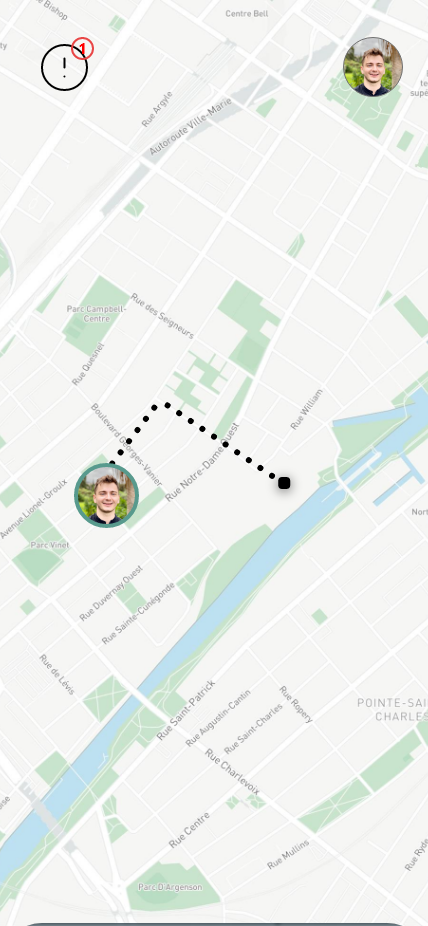 Centre Bell
1
!
Rue Argyle
Autoroute Ville-Marie
Parc Campbell-
Centre
Rue des Seigneurs
Rue Quesnel
Rue William
Boulevard Georges-Vanier
Rue Notre-Dame Ouest
Avenue Lionel-Groulx
Parc Vinet
Rue Duvernay Ouest
Rue Sainte-Cunégonde
Rue de Lévis
Rue Saint-Patrick
Rue Augustin-Cantin
Rue Saint-Charles
Rue Ropery
POINTE-SAI
CHARLES
Rue Charlevoix
Rue Centre
Rue Mullins
Parc D'Argenson